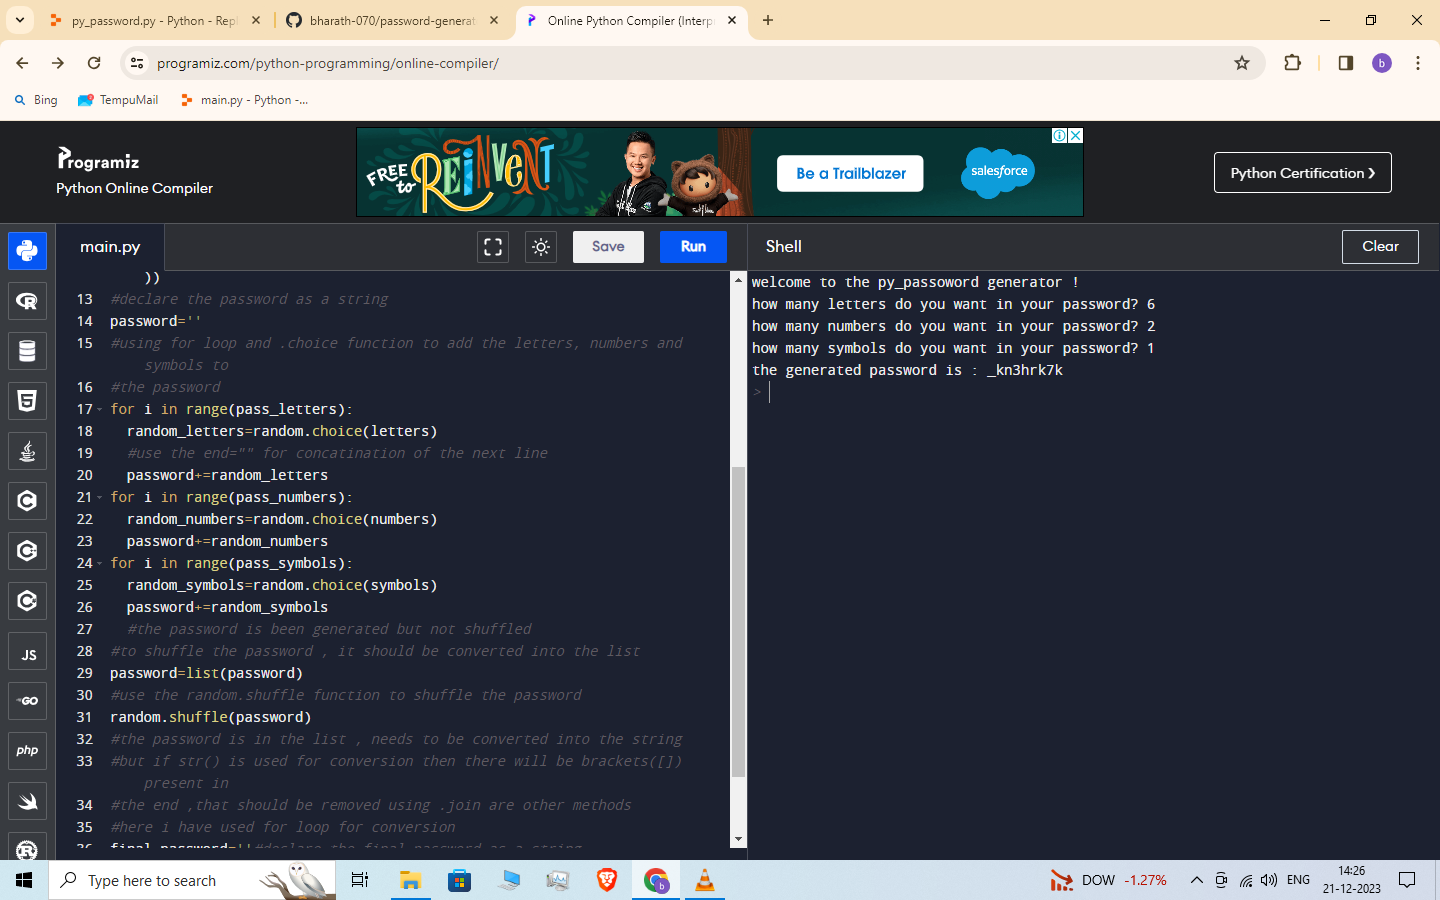 py_password.py - Python - Repl
bharath-070/password-generat
Online Python Compiler (Interp
programiz.com/python-programming/online-compiler/
b
Bing
TempuMail
main.py - Python -...
Programiz
Python Online Compiler
FREE to REINVENT
Be a Trailblazer
salesforce
Python Certification ›
main.py
Save
Run
Shell
Clear
))
13 #declare the password as a string
14 password=''
15 #using for loop and .choice function to add the letters, numbers and
symbols to
16 #the password
17 for i in range(pass_letters):
18 random_letters=random.choice(letters)
19 #use the end="" for concatination of the next line
20 password+=random_letters
21 for i in range(pass_numbers):
22 random_numbers=random.choice(numbers)
23 password+=random_numbers
24 for i in range(pass_symbols):
25 random_symbols=random.choice(symbols)
26 password+=random_symbols
27 #the password is been generated but not shuffled
28 #to shuffle the password , it should be converted into the list
29 password=list(password)
30 #use the random.shuffle function to shuffle the password
31 random.shuffle(password)
32 #the password is in the list , needs to be converted into the string
33 #but if str() is used for conversion then there will be brackets([])
present in
34 #the end ,that should be removed using .join are other methods
35 #here i have used for loop for conversion
36 final_password=''#declare the final password as a string
welcome to the py_passoword generator !
how many letters do you want in your password? 6
how many numbers do you want in your password? 2
how many symbols do you want in your password? 1
the generated password is : _kn3hrk7k
>
R
5
C
C
C
JS
GO
php
Type here to search
b
DOW -1.27%
ENG
14:26
21-12-2023